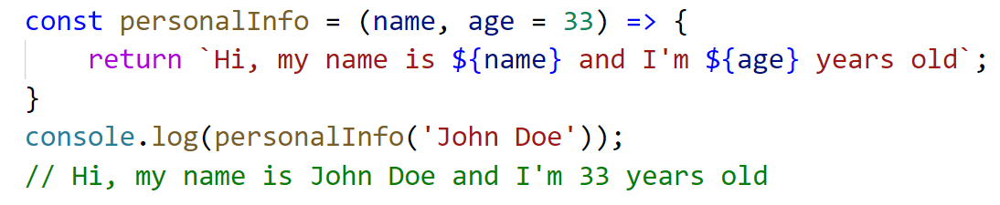 const personalInfo = (name, age = 33) => {
    return `Hi, my name is ${name} and I'm ${age} years old`;
}
console.log(personalInfo('John Doe'));
// Hi, my name is John Doe and I'm 33 years old